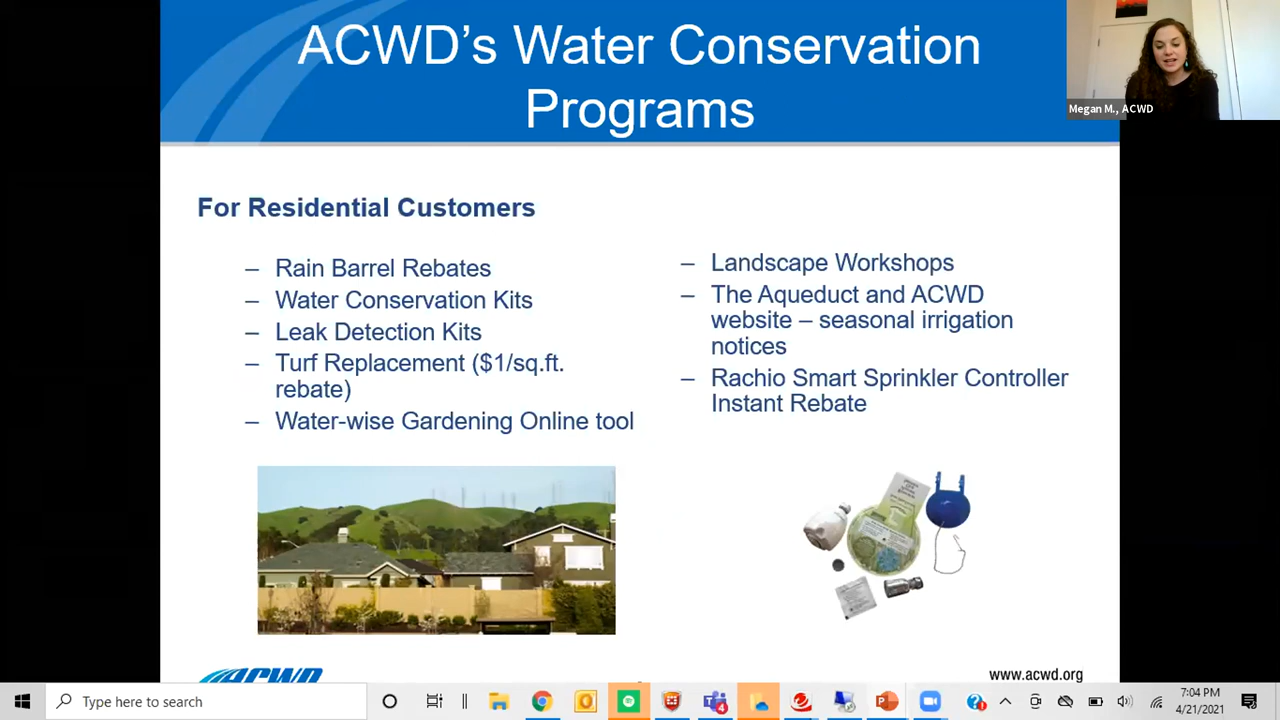 ACWD's Water Conservation
Programs
Megan M., ACWD
For Residential Customers
– Rain Barrel Rebates
– Water Conservation Kits
– Leak Detection Kits
– Turf Replacement ($1/sq.ft.
rebate)
– Water-wise Gardening Online tool
– Landscape Workshops
– The Aqueduct and ACWD
website – seasonal irrigation
notices
– Rachio Smart Sprinkler Controller
Instant Rebate
ACWD
www.acwd.org
Type here to search
4
7:04 PM
4/21/2021